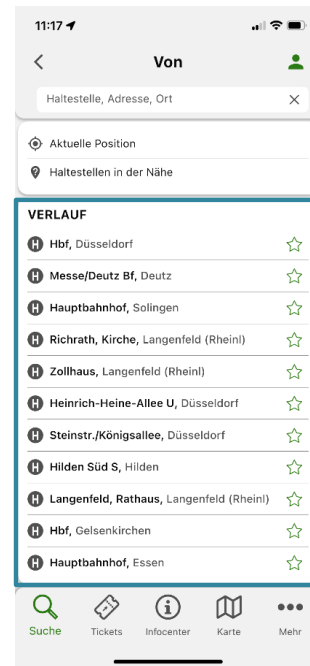 11:17
Von
Haltestelle, Adresse, Ort
Aktuelle Position
Haltestellen in der Nähe
VERLAUF
H Hbf, Düsseldorf
H Messe/Deutz Bf, Deutz
H Hauptbahnhof, Solingen
H Richrath, Kirche, Langenfeld (Rheinl)
H Zollhaus, Langenfeld (Rheinl)
H Heinrich-Heine-Allee U, Düsseldorf
H Steinstr./Königsallee, Düsseldorf
H Hilden Süd S, Hilden
H Langenfeld, Rathaus, Langenfeld (Rheinl)
H Hbf, Gelsenkirchen
H Hauptbahnhof, Essen
Suche Tickets Infocenter Karte Mehr